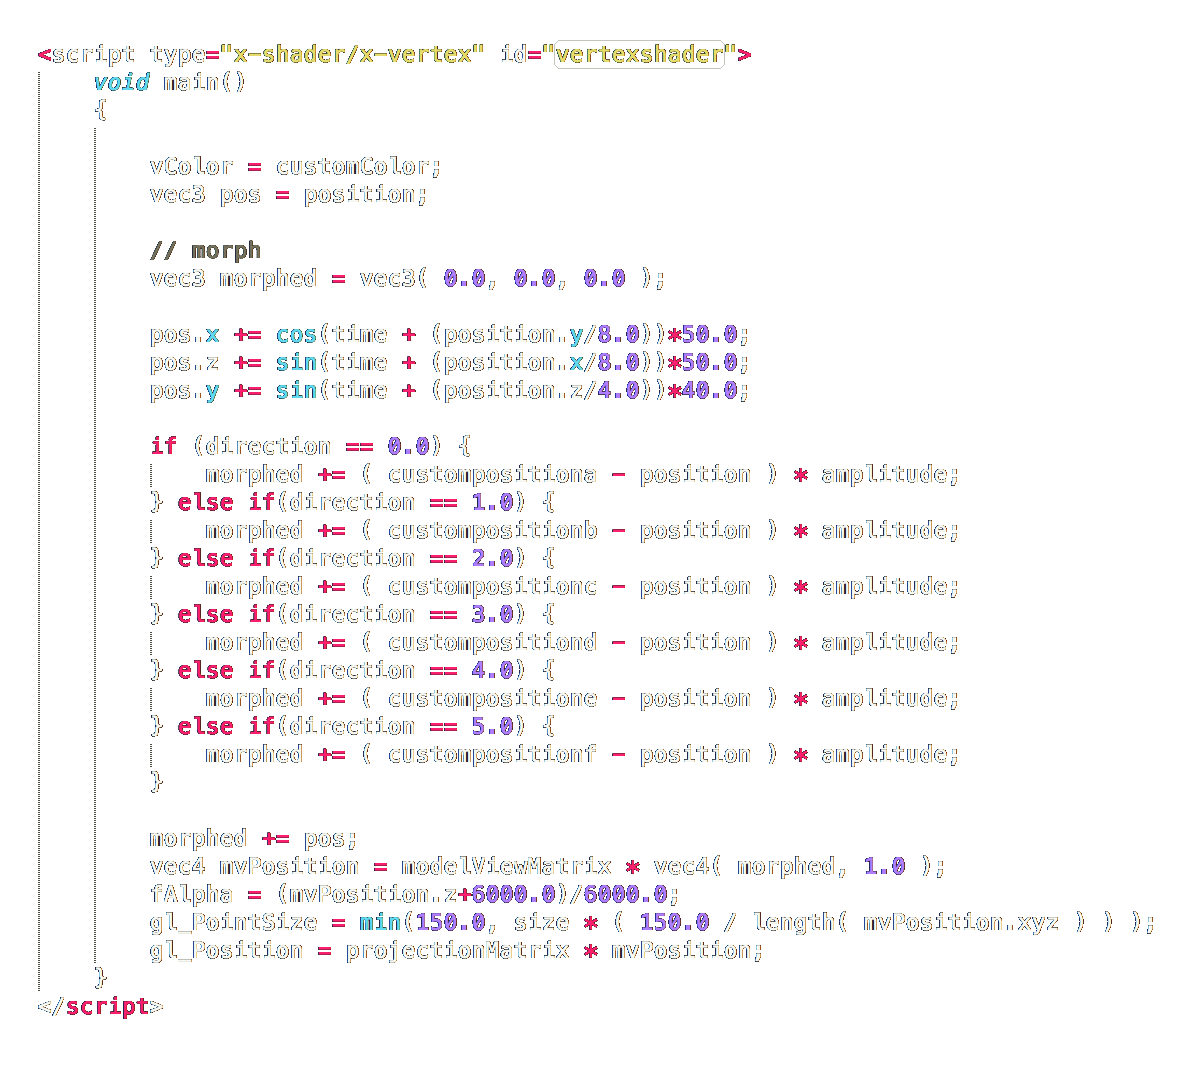 <script type="x-shader/x-vertex" id="vertexshader">
void main()
{
vColor = customColor;
vec3 pos = position;
// morph
vec3 morphed = vec3( 0.0, 0.0, 0.0 );
pos.x += cos(time + (position.y/8.0))*50.0;
pos.z += sin(time + (position.x/8.0))*50.0;
pos.y += sin(time + (position.z/4.0))*40.0;
if (direction == 0.0) {
morphed += ( custompositiona - position ) * amplitude;
} else if(direction == 1.0) {
morphed += ( custompositionb - position ) * amplitude;
} else if(direction == 2.0) {
morphed += ( custompositionc - position ) * amplitude;
} else if(direction == 3.0) {
morphed += ( custompositiond - position ) * amplitude;
} else if(direction == 4.0) {
morphed += ( custompositione - position ) * amplitude;
} else if(direction == 5.0) {
morphed += ( custompositionf - position ) * amplitude;
}
morphed += pos;
vec4 mvPosition = modelViewMatrix * vec4( morphed, 1.0 );
fAlpha = (mvPosition.z+6000.0)/6000.0;
gl_PointSize = min(150.0, size * ( 150.0 / length( mvPosition.xyz ) ) );
gl_Position = projectionMatrix * mvPosition;
}
</script>